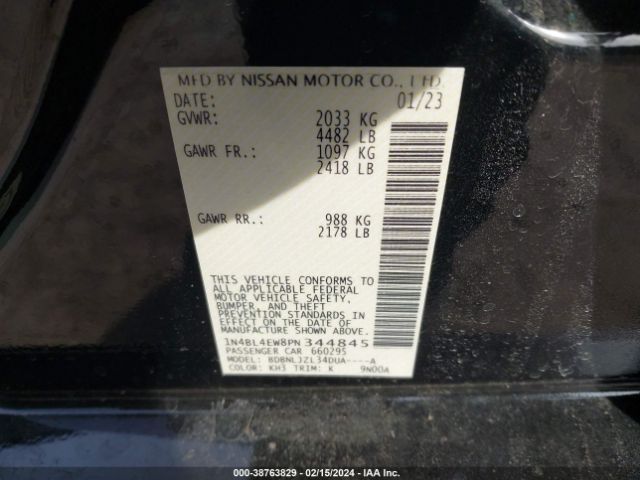 MFD BY NISSAN MOTOR CO., LTD.
DATE: 01/23
GVWR: 2033 KG
4482 LB
GAWR FR.: 1097 KG
2418 LB
GAWR RR.: 988 KG
2178 LB
THIS VEHICLE CONFORMS TO
ALL APPLICABLE FEDERAL
MOTOR VEHICLE SAFETY,
BUMPER, AND THEFT
PREVENTION STANDARDS
IN EFFECT ON THE DATE OF
MANUFACTURE SHOWN ABOVE.
1N4BL4EW8PN344845
PASSENGER CAR 660295
MODEL: BDBNLJZL34DUA----A
COLOR: KH3 TRIM: K 9N00A
000-38763829 - 02/15/2024 - IAA Inc.